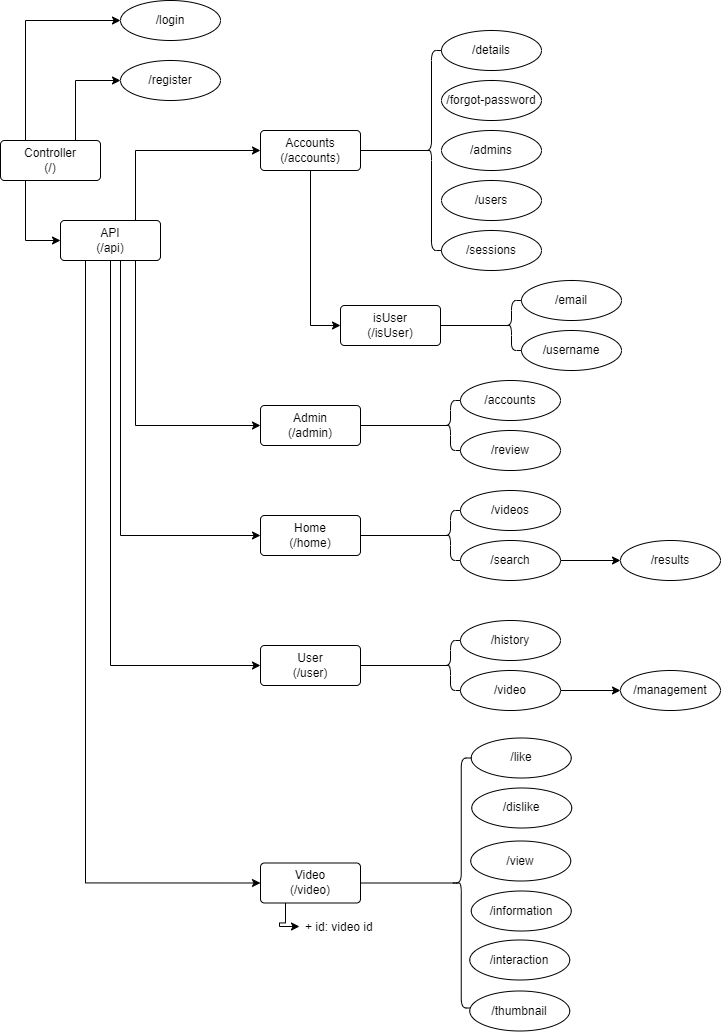 /login
/register
Controller
(/)
API
(/api)
Accounts
(/accounts)
/details
/forgot-password
/admins
/users
/sessions
isUser
(/isUser)
/email
/username
Admin
(/admin)
/accounts
/review
Home
(/home)
/videos
/search
/results
User
(/user)
/history
/video
/management
Video
(/video)
+ id: video id
/like
/dislike
/view
/information
/interaction
/thumbnail